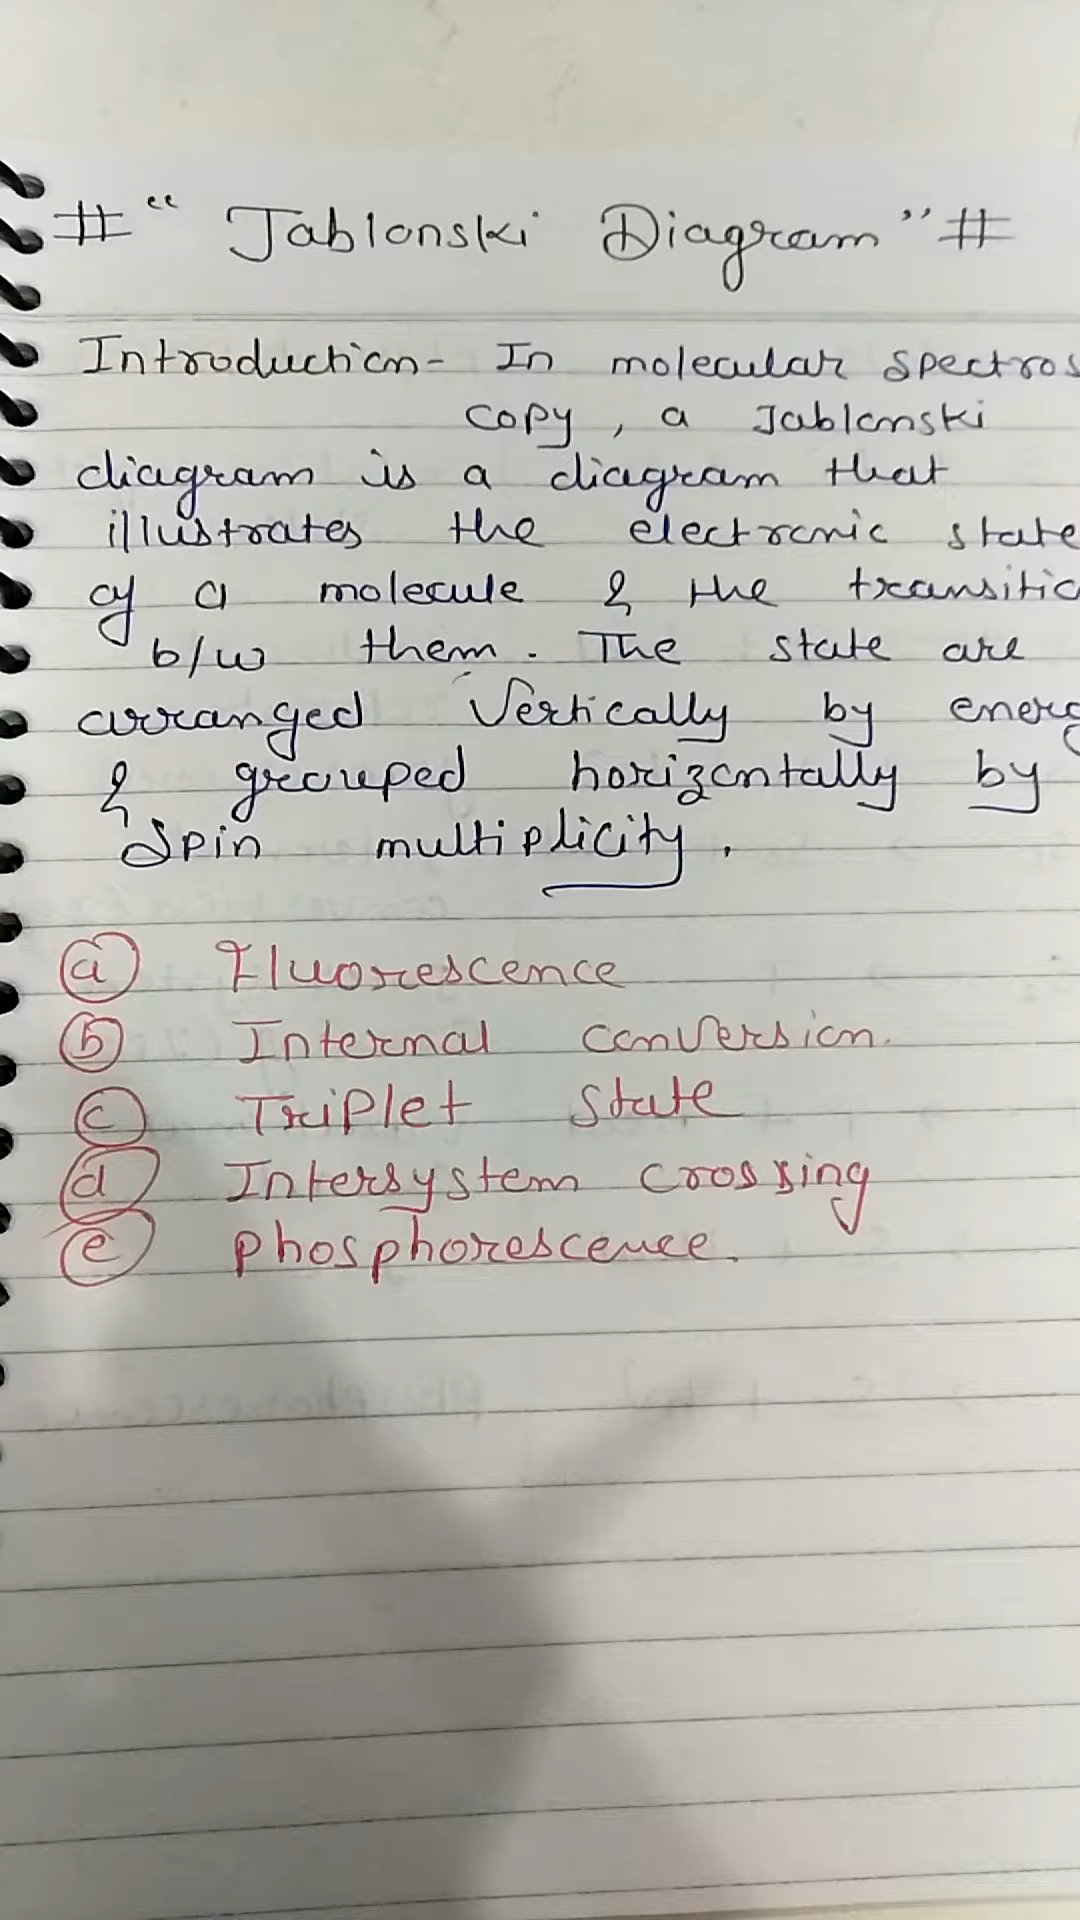 # “ Jablonski Diagram ” #
Introduction- In molecular spectros
copy, a Jablonski
diagram is a diagram that
illustrates the electronic state
of a molecule & the transitio
b/w them. The state are
arranged vertically by energ
& grouped horizontally by
Spin multiplicity.
(a) Fluorescence
(b) Internal conversion.
(c) Triplet state
(d) Intersystem crossing
(e) phosphorescence.